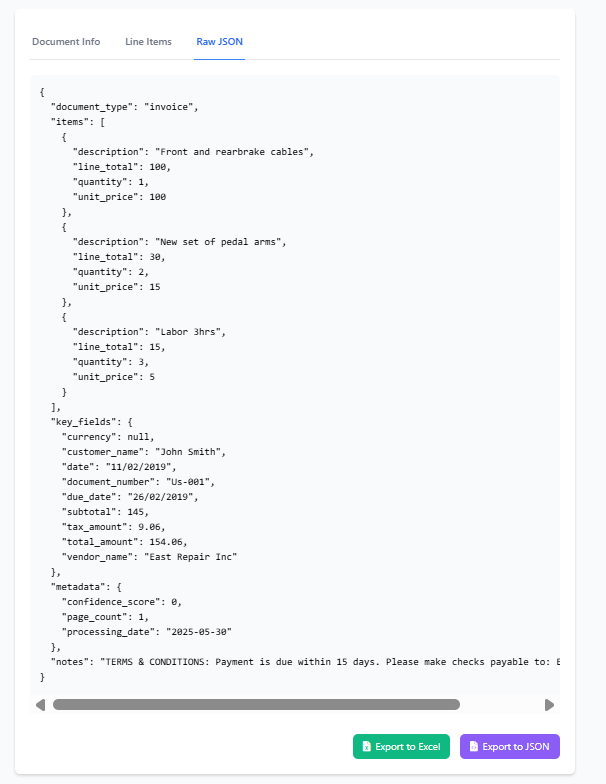 Document Info Line Items Raw JSON
{
"document_type": "invoice",
"items": [
{
"description": "Front and rearbrake cables",
"line_total": 100,
"quantity": 1,
"unit_price": 100
},
{
"description": "New set of pedal arms",
"line_total": 30,
"quantity": 2,
"unit_price": 15
},
{
"description": "Labor 3hrs",
"line_total": 15,
"quantity": 3,
"unit_price": 5
}
],
"key_fields": {
"currency": null,
"customer_name": "John Smith",
"date": "11/02/2019",
"document_number": "Us-001",
"due_date": "26/02/2019",
"subtotal": 145,
"tax_amount": 9.06,
"total_amount": 154.06,
"vendor_name": "East Repair Inc"
},
"metadata": {
"confidence_score": 0,
"page_count": 1,
"processing_date": "2025-05-30"
},
"notes": "TERMS & CONDITIONS: Payment is due within 15 days. Please make checks payable to: E
}
Export to Excel Export to JSON